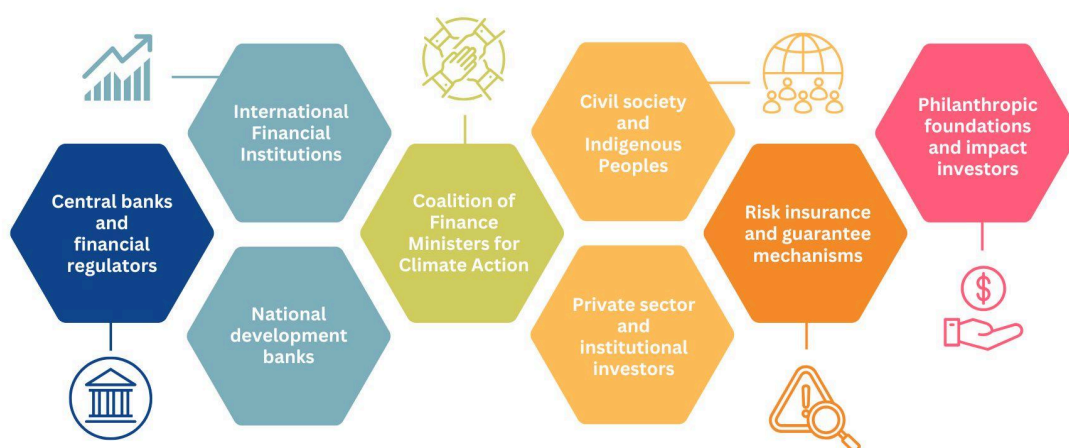 Central banks
and
financial
regulators
International
Financial
Institutions
National
development
banks
Coalition of
Finance
Ministers for
Climate Action
Civil society
and
Indigenous
Peoples
Private sector
and
institutional
investors
Risk insurance
and guarantee
mechanisms
Philanthropic
foundations
and impact
investors
$